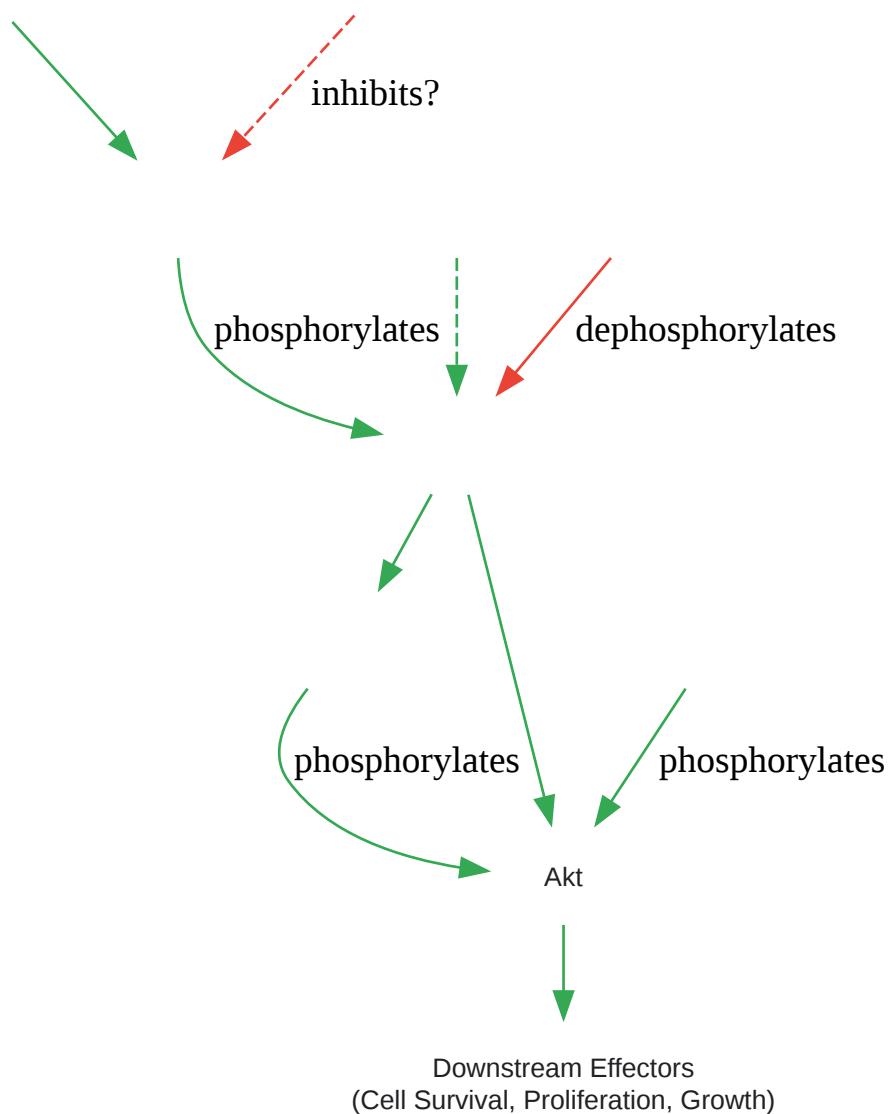 inhibits?
phosphorylates
dephosphorylates
phosphorylates
phosphorylates
Akt
Downstream Effectors
(Cell Survival, Proliferation, Growth)